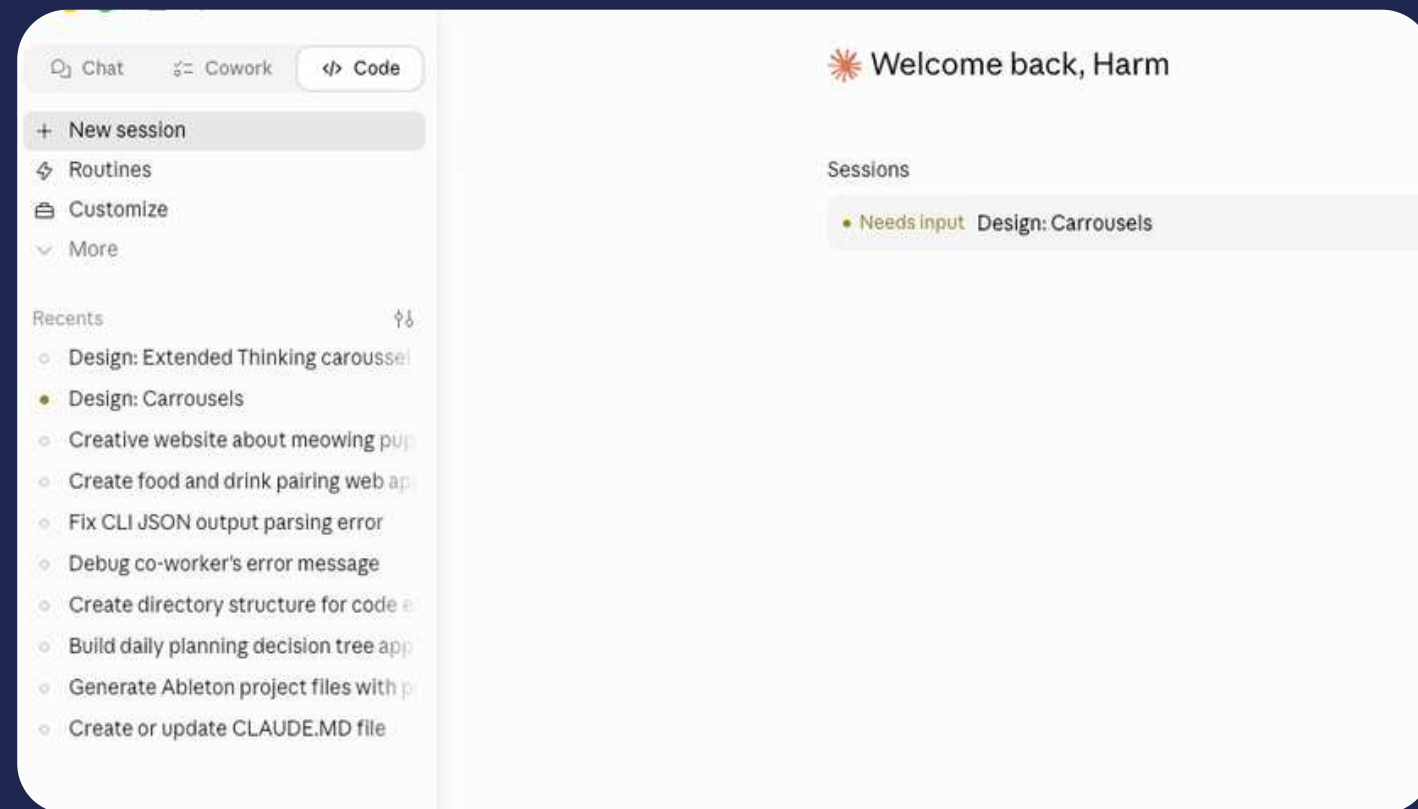 Chat Cowork </> Code
New session
Routines
Customize
More
Recents
Design: Extended Thinking caroussel
Design: Carrousels
Creative website about meowing pup
Create food and drink pairing web ap
Fix CLI JSON output parsing error
Debug co-worker's error message
Create directory structure for code e
Build daily planning decision tree app
Generate Ableton project files with p
Create or update CLAUDE.MD file
Welcome back, Harm
Sessions
Needs input Design: Carrousels